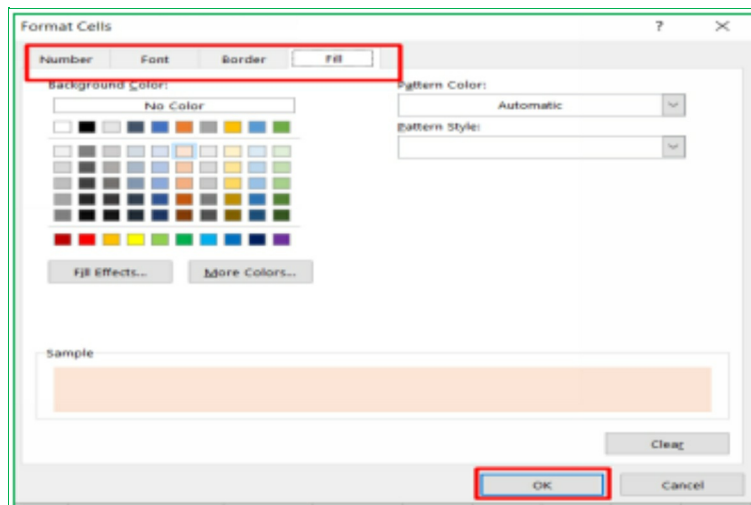 Format Cells ? ×
Number Font Border Fill
Background Color: Pattern Color:
No Color Automatic
Pattern Style:
Fill Effects... More Colors...
Sample
Clear
OK Cancel